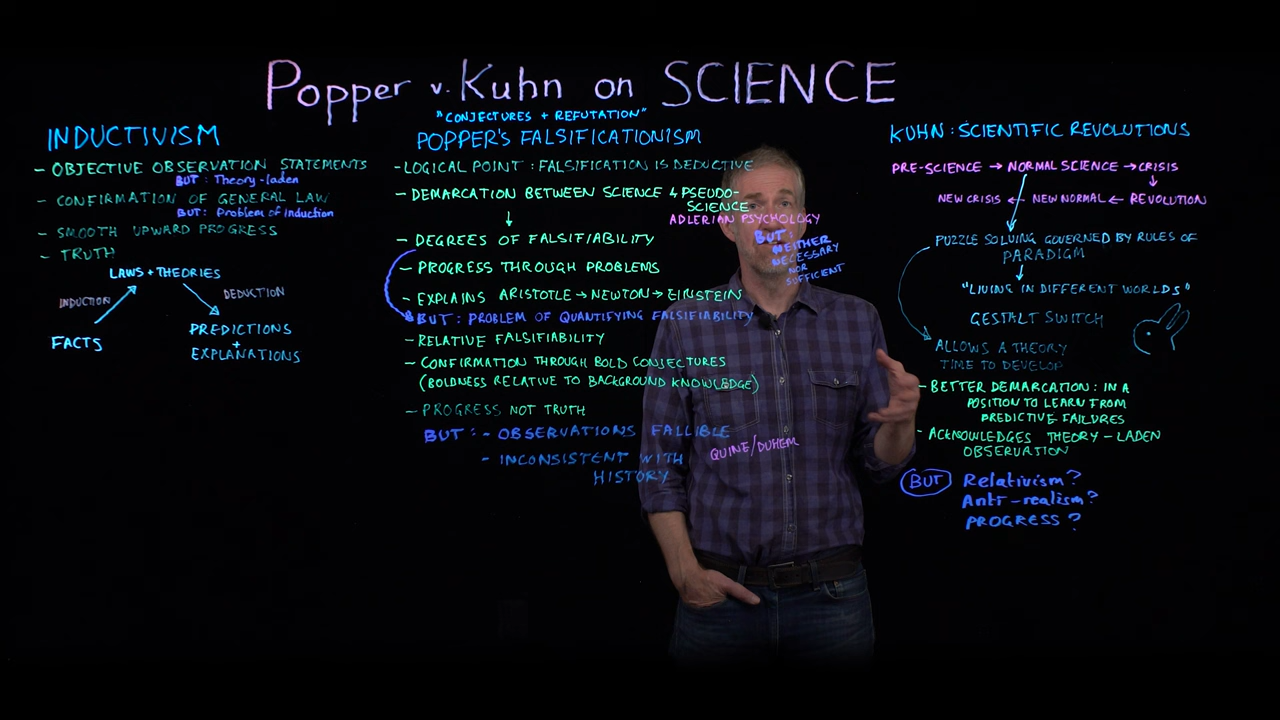 Popper v. Kuhn on SCIENCE
INDUCTIVISM
- OBJECTIVE OBSERVATION STATEMENTS
BUT: Theory-laden
- CONFIRMATION OF GENERAL LAW
BUT: Problem of Induction
- SMOOTH UPWARD PROGRESS
- TRUTH
LAWS + THEORIES
INDUCTION
DEDUCTION
FACTS
PREDICTIONS
+
EXPLANATIONS
"CONJECTURES + REFUTATION"
POPPER'S FALSIFICATIONISM
- LOGICAL POINT: FALSIFICATION IS DEDUCTIVE
- DEMARCATION BETWEEN SCIENCE & PSEUDO-
SCIENCE
ADLERIAN PSYCHOLOGY
↓
BUT:
NEITHER
NECESSARY
NOR
SUFFICIENT
- DEGREES OF FALSIFIABILITY
- PROGRESS THROUGH PROBLEMS
- EXPLAINS ARISTOTLE → NEWTON → EINSTEIN
BUT: PROBLEM OF QUANTIFYING FALSIFIABILITY
- RELATIVE FALSIFIABILITY
- CONFIRMATION THROUGH BOLD CONJECTURES
(BOLDNESS RELATIVE TO BACKGROUND KNOWLEDGE)
- PROGRESS NOT TRUTH
BUT: - OBSERVATIONS FALLIBLE
QUINE/DUHEM
- INCONSISTENT WITH
HISTORY
KUHN: SCIENTIFIC REVOLUTIONS
PRE-SCIENCE → NORMAL SCIENCE → CRISIS
↓
NEW CRISIS ← NEW NORMAL ← REVOLUTION
PUZZLE SOLVING GOVERNED BY RULES OF
PARADIGM
↓
"LIVING IN DIFFERENT WORLDS"
GESTALT SWITCH
ALLOWS A THEORY
TIME TO DEVELOP
- BETTER DEMARCATION: IN A
POSITION TO LEARN FROM
PREDICTIVE FAILURES
- ACKNOWLEDGES THEORY-LADEN
OBSERVATION
BUT Relativism?
Anti-realism?
PROGRESS?